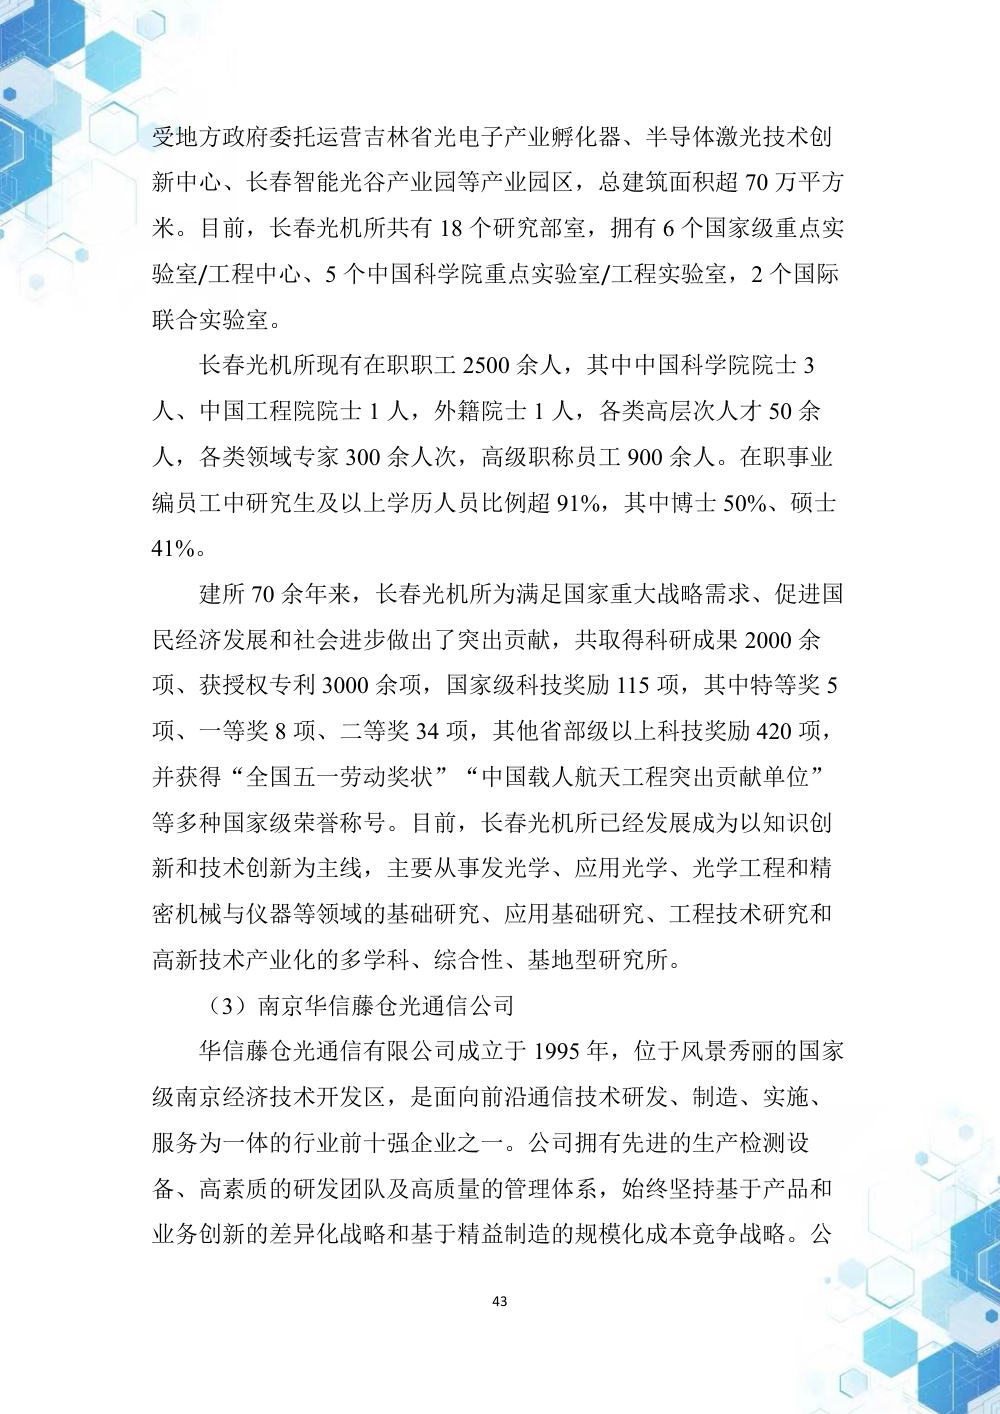 受地方政府委托运营吉林省光电子产业孵化器、半导体激光技术创
新中心、长春智能光谷产业园等产业园区，总建筑面积超 70 万平方
米。目前，长春光机所共有 18 个研究部室，拥有 6 个国家级重点实
验室/工程中心、5 个中国科学院重点实验室/工程实验室，2 个国际
联合实验室。
长春光机所现有在职职工 2500 余人，其中中国科学院院士 3
人、中国工程院院士 1 人，外籍院士 1 人，各类高层次人才 50 余
人，各类领域专家 300 余人次，高级职称员工 900 余人。在职事业
编员工中研究生及以上学历人员比例超 91%，其中博士 50%、硕士
41%。
建所 70 余年来，长春光机所为满足国家重大战略需求、促进国
民经济发展和社会进步做出了突出贡献，共取得科研成果 2000 余
项、获授权专利 3000 余项，国家级科技奖励 115 项，其中特等奖 5
项、一等奖 8 项、二等奖 34 项，其他省部级以上科技奖励 420 项，
并获得“全国五一劳动奖状”“中国载人航天工程突出贡献单位”
等多种国家级荣誉称号。目前，长春光机所已经发展成为以知识创
新和技术创新为主线，主要从事发光学、应用光学、光学工程和精
密机械与仪器等领域的基础研究、应用基础研究、工程技术研究和
高新技术产业化的多学科、综合性、基地型研究所。
（3）南京华信藤仓光通信公司
华信藤仓光通信有限公司成立于 1995 年，位于风景秀丽的国家
级南京经济技术开发区，是面向前沿通信技术研发、制造、实施、
服务为一体的行业前十强企业之一。公司拥有先进的生产检测设
备、高素质的研发团队及高质量的管理体系，始终坚持基于产品和
业务创新的差异化战略和基于精益制造的规模化成本竟争战略。公
43